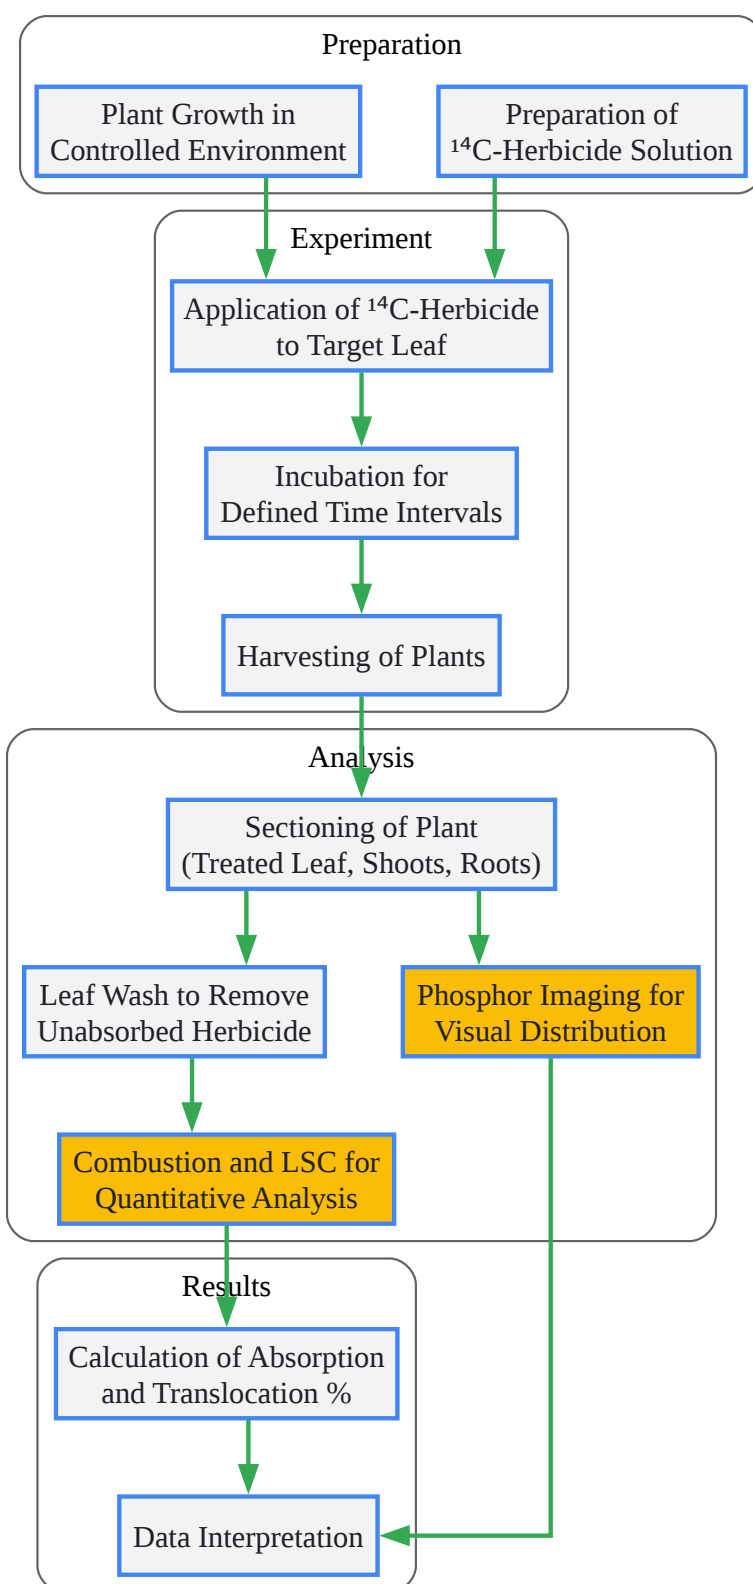 Preparation
Plant Growth in
Controlled Environment
Preparation of
¹⁴C-Herbicide Solution
Experiment
Application of ¹⁴C-Herbicide
to Target Leaf
Incubation for
Defined Time Intervals
Harvesting of Plants
Analysis
Sectioning of Plant
(Treated Leaf, Shoots, Roots)
Leaf Wash to Remove
Unabsorbed Herbicide
Phosphor Imaging for
Visual Distribution
Combustion and LSC for
Quantitative Analysis
Results
Calculation of Absorption
and Translocation %
Data Interpretation